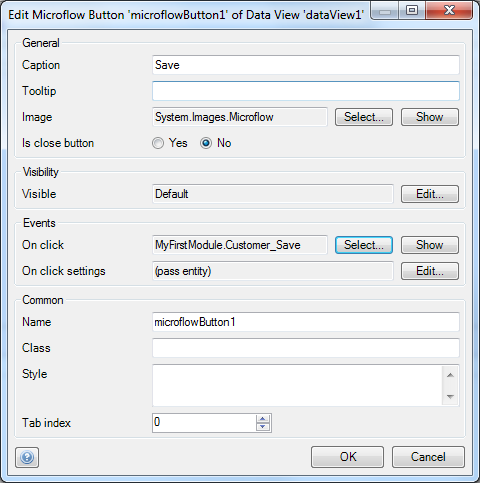 Edit Microflow Button 'microflowButton1' of Data View 'dataView1'
General
Caption Save
Tooltip
Image System.Images.Microflow Select... Show
Is close button Yes No
Visibility
Visible Default Edit...
Events
On click MyFirstModule.Customer_Save Select... Show
On click settings (pass entity) Edit...
Common
Name microflowButton1
Class
Style
Tab index 0
? OK Cancel